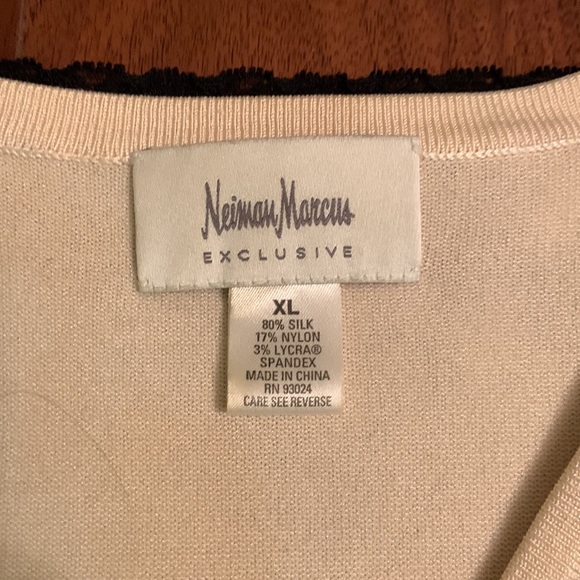 Neiman Marcus
EXCLUSIVE
XL
80% SILK
17% NYLON
3% LYCRA®
SPANDEX
MADE IN CHINA
RN 93024
CARE SEE REVERSE